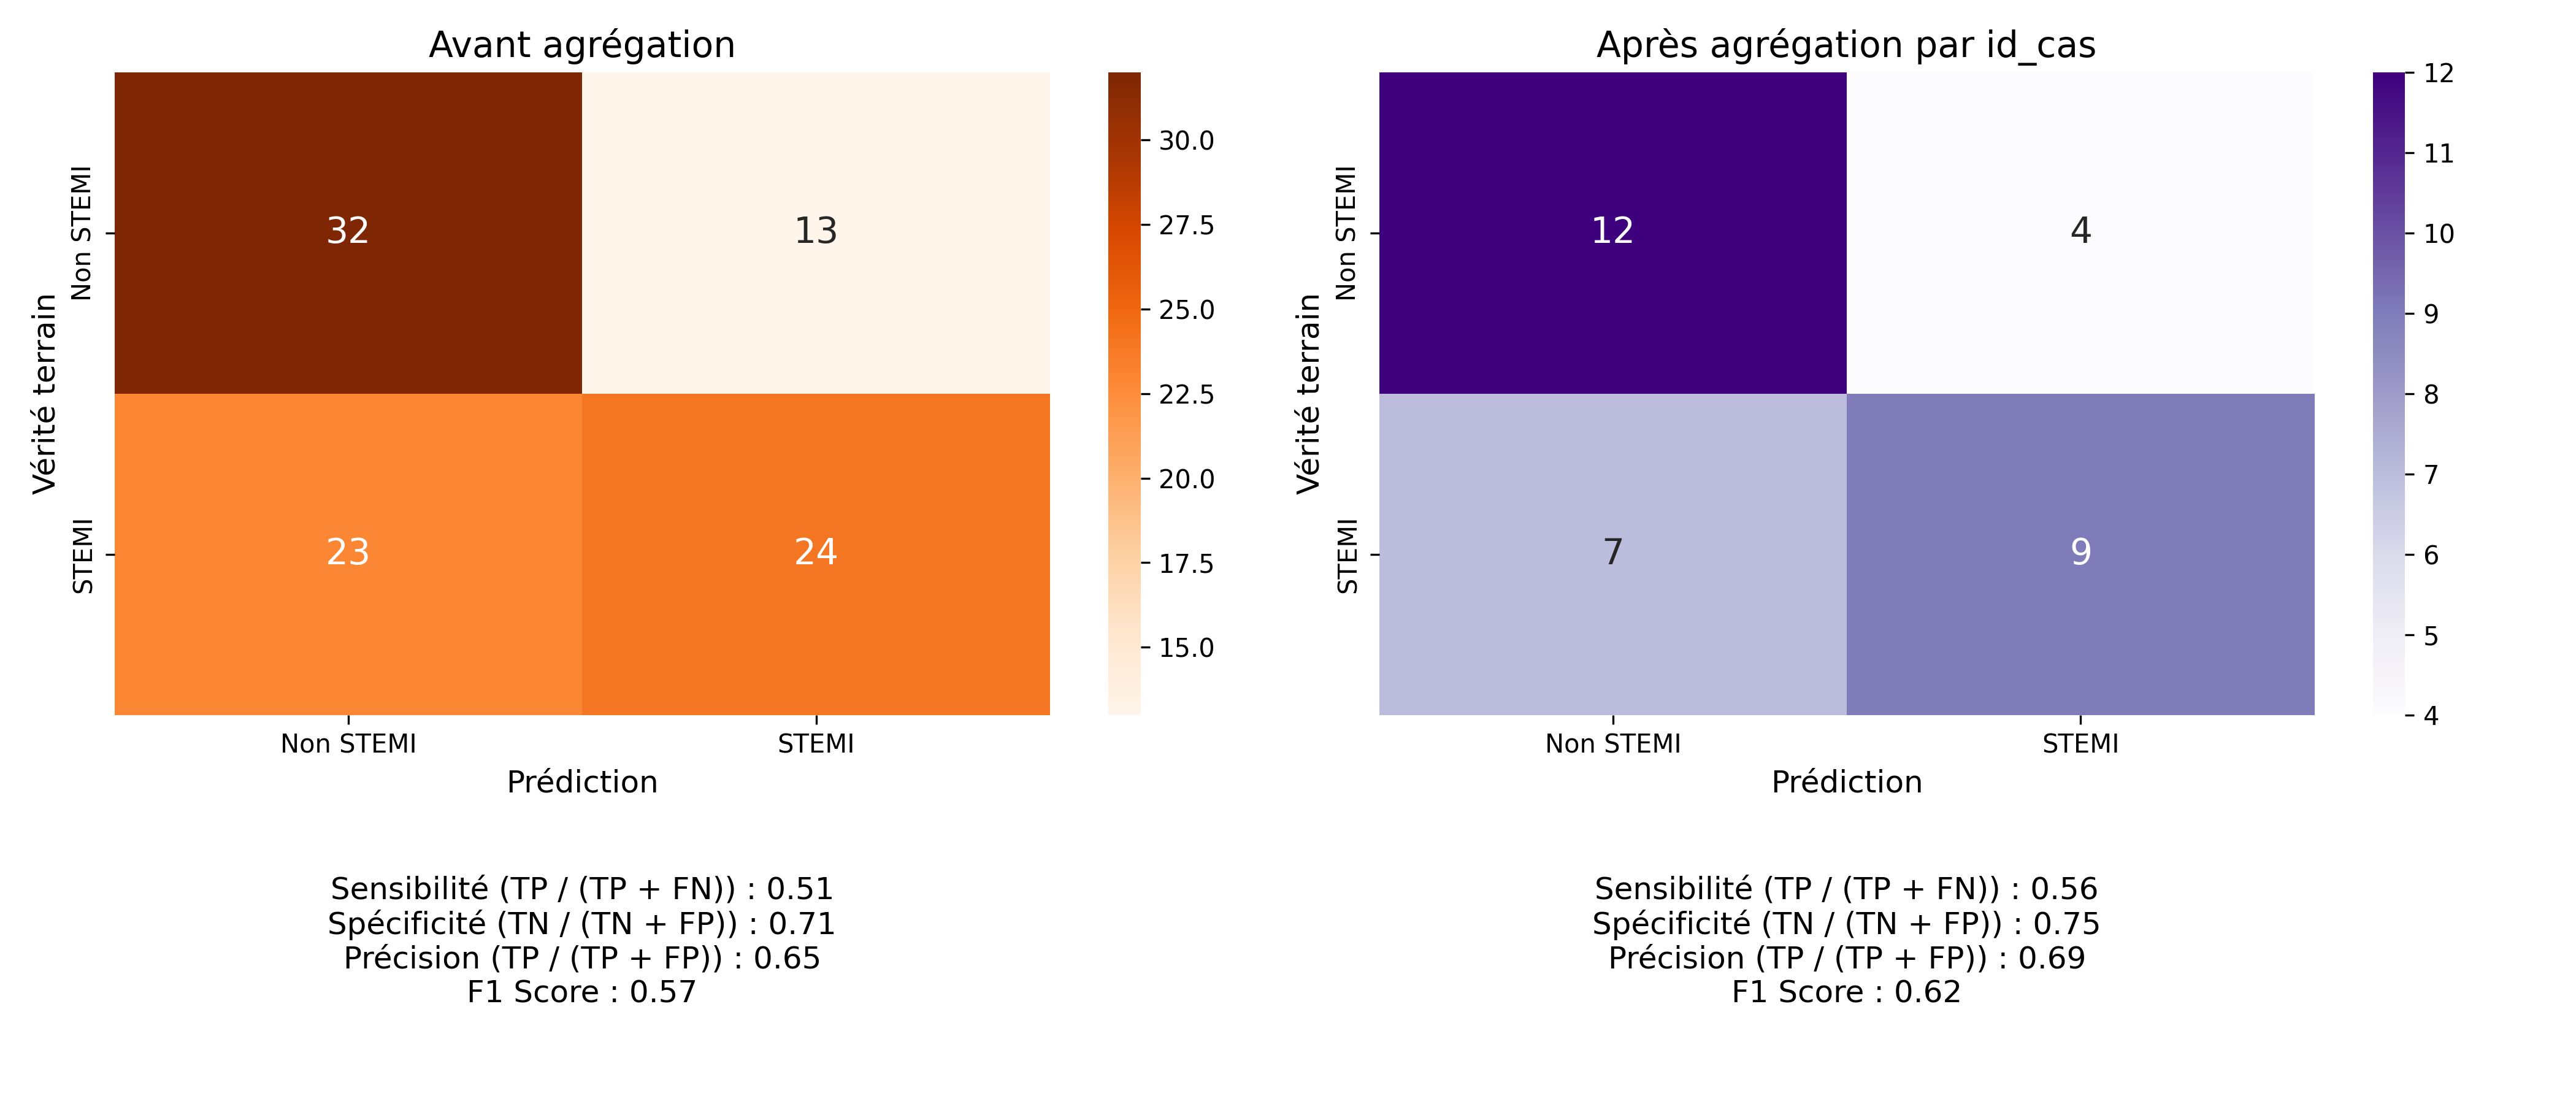 Avant agrégation
Non STEMI
STEMI
Vérité terrain
32
13
23
24
Non STEMI
STEMI
Prédiction
30.0
27.5
25.0
22.5
20.0
17.5
15.0
Sensibilité (TP / (TP + FN)) : 0.51
Spécificité (TN / (TN + FP)) : 0.71
Précision (TP / (TP + FP)) : 0.65
F1 Score : 0.57
Après agrégation par id_cas
Non STEMI
STEMI
Vérité terrain
12
4
7
9
Non STEMI
STEMI
Prédiction
12
11
10
9
8
7
6
5
4
Sensibilité (TP / (TP + FN)) : 0.56
Spécificité (TN / (TN + FP)) : 0.75
Précision (TP / (TP + FP)) : 0.69
F1 Score : 0.62